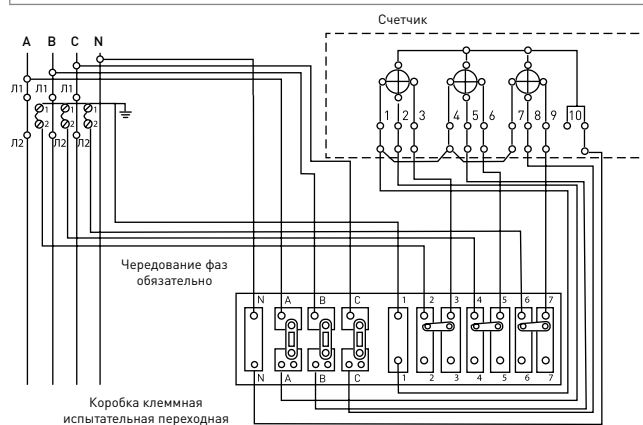 Счетчик
A B C N
Л1 Л1 Л1
1 1 1
2 2 2
Л2 Л2 Л2
1 2 3 4 5 6 7 8 9 10
Чередование фаз
обязательно
N A B C 1 2 3 4 5 6 7
N A B C 1 2 3 4 5 6 7
Коробка клеммная
испытательная переходная